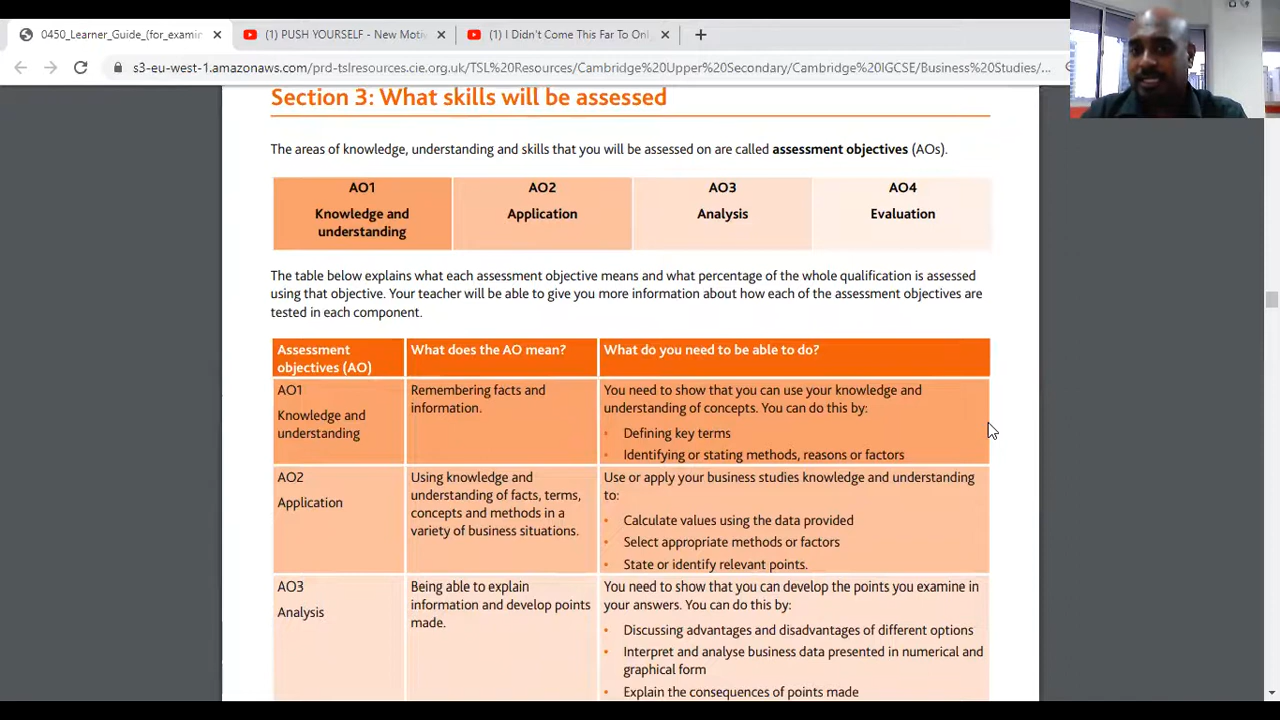 0450_Learner_Guide_(for_examin
(1) PUSH YOURSELF - New Moti
(1) I Didn't Come This Far To Onl
s3-eu-west-1.amazonaws.com/prd-tslresources.cie.org.uk/TSL%20Resources/Cambridge%20Upper%20Secondary/Cambridge%20IGCSE/Business%20Studies/...
Section 3: What skills will be assessed
The areas of knowledge, understanding and skills that you will be assessed on are called assessment objectives (AOs).
AO1
Knowledge and
understanding
AO2
Application
AO3
Analysis
AO4
Evaluation
The table below explains what each assessment objective means and what percentage of the whole qualification is assessed
using that objective. Your teacher will be able to give you more information about how each of the assessment objectives are
tested in each component.
Assessment
objectives (AO)
What does the AO mean?
What do you need to be able to do?
AO1
Knowledge and
understanding
Remembering facts and
information.
You need to show that you can use your knowledge and
understanding of concepts. You can do this by:
• Defining key terms
• Identifying or stating methods, reasons or factors
AO2
Application
Using knowledge and
understanding of facts, terms,
concepts and methods in a
variety of business situations.
Use or apply your business studies knowledge and understanding
to:
• Calculate values using the data provided
• Select appropriate methods or factors
• State or identify relevant points.
AO3
Analysis
Being able to explain
information and develop points
made.
You need to show that you can develop the points you examine in
your answers. You can do this by:
• Discussing advantages and disadvantages of different options
• Interpret and analyse business data presented in numerical and
graphical form
• Explain the consequences of points made